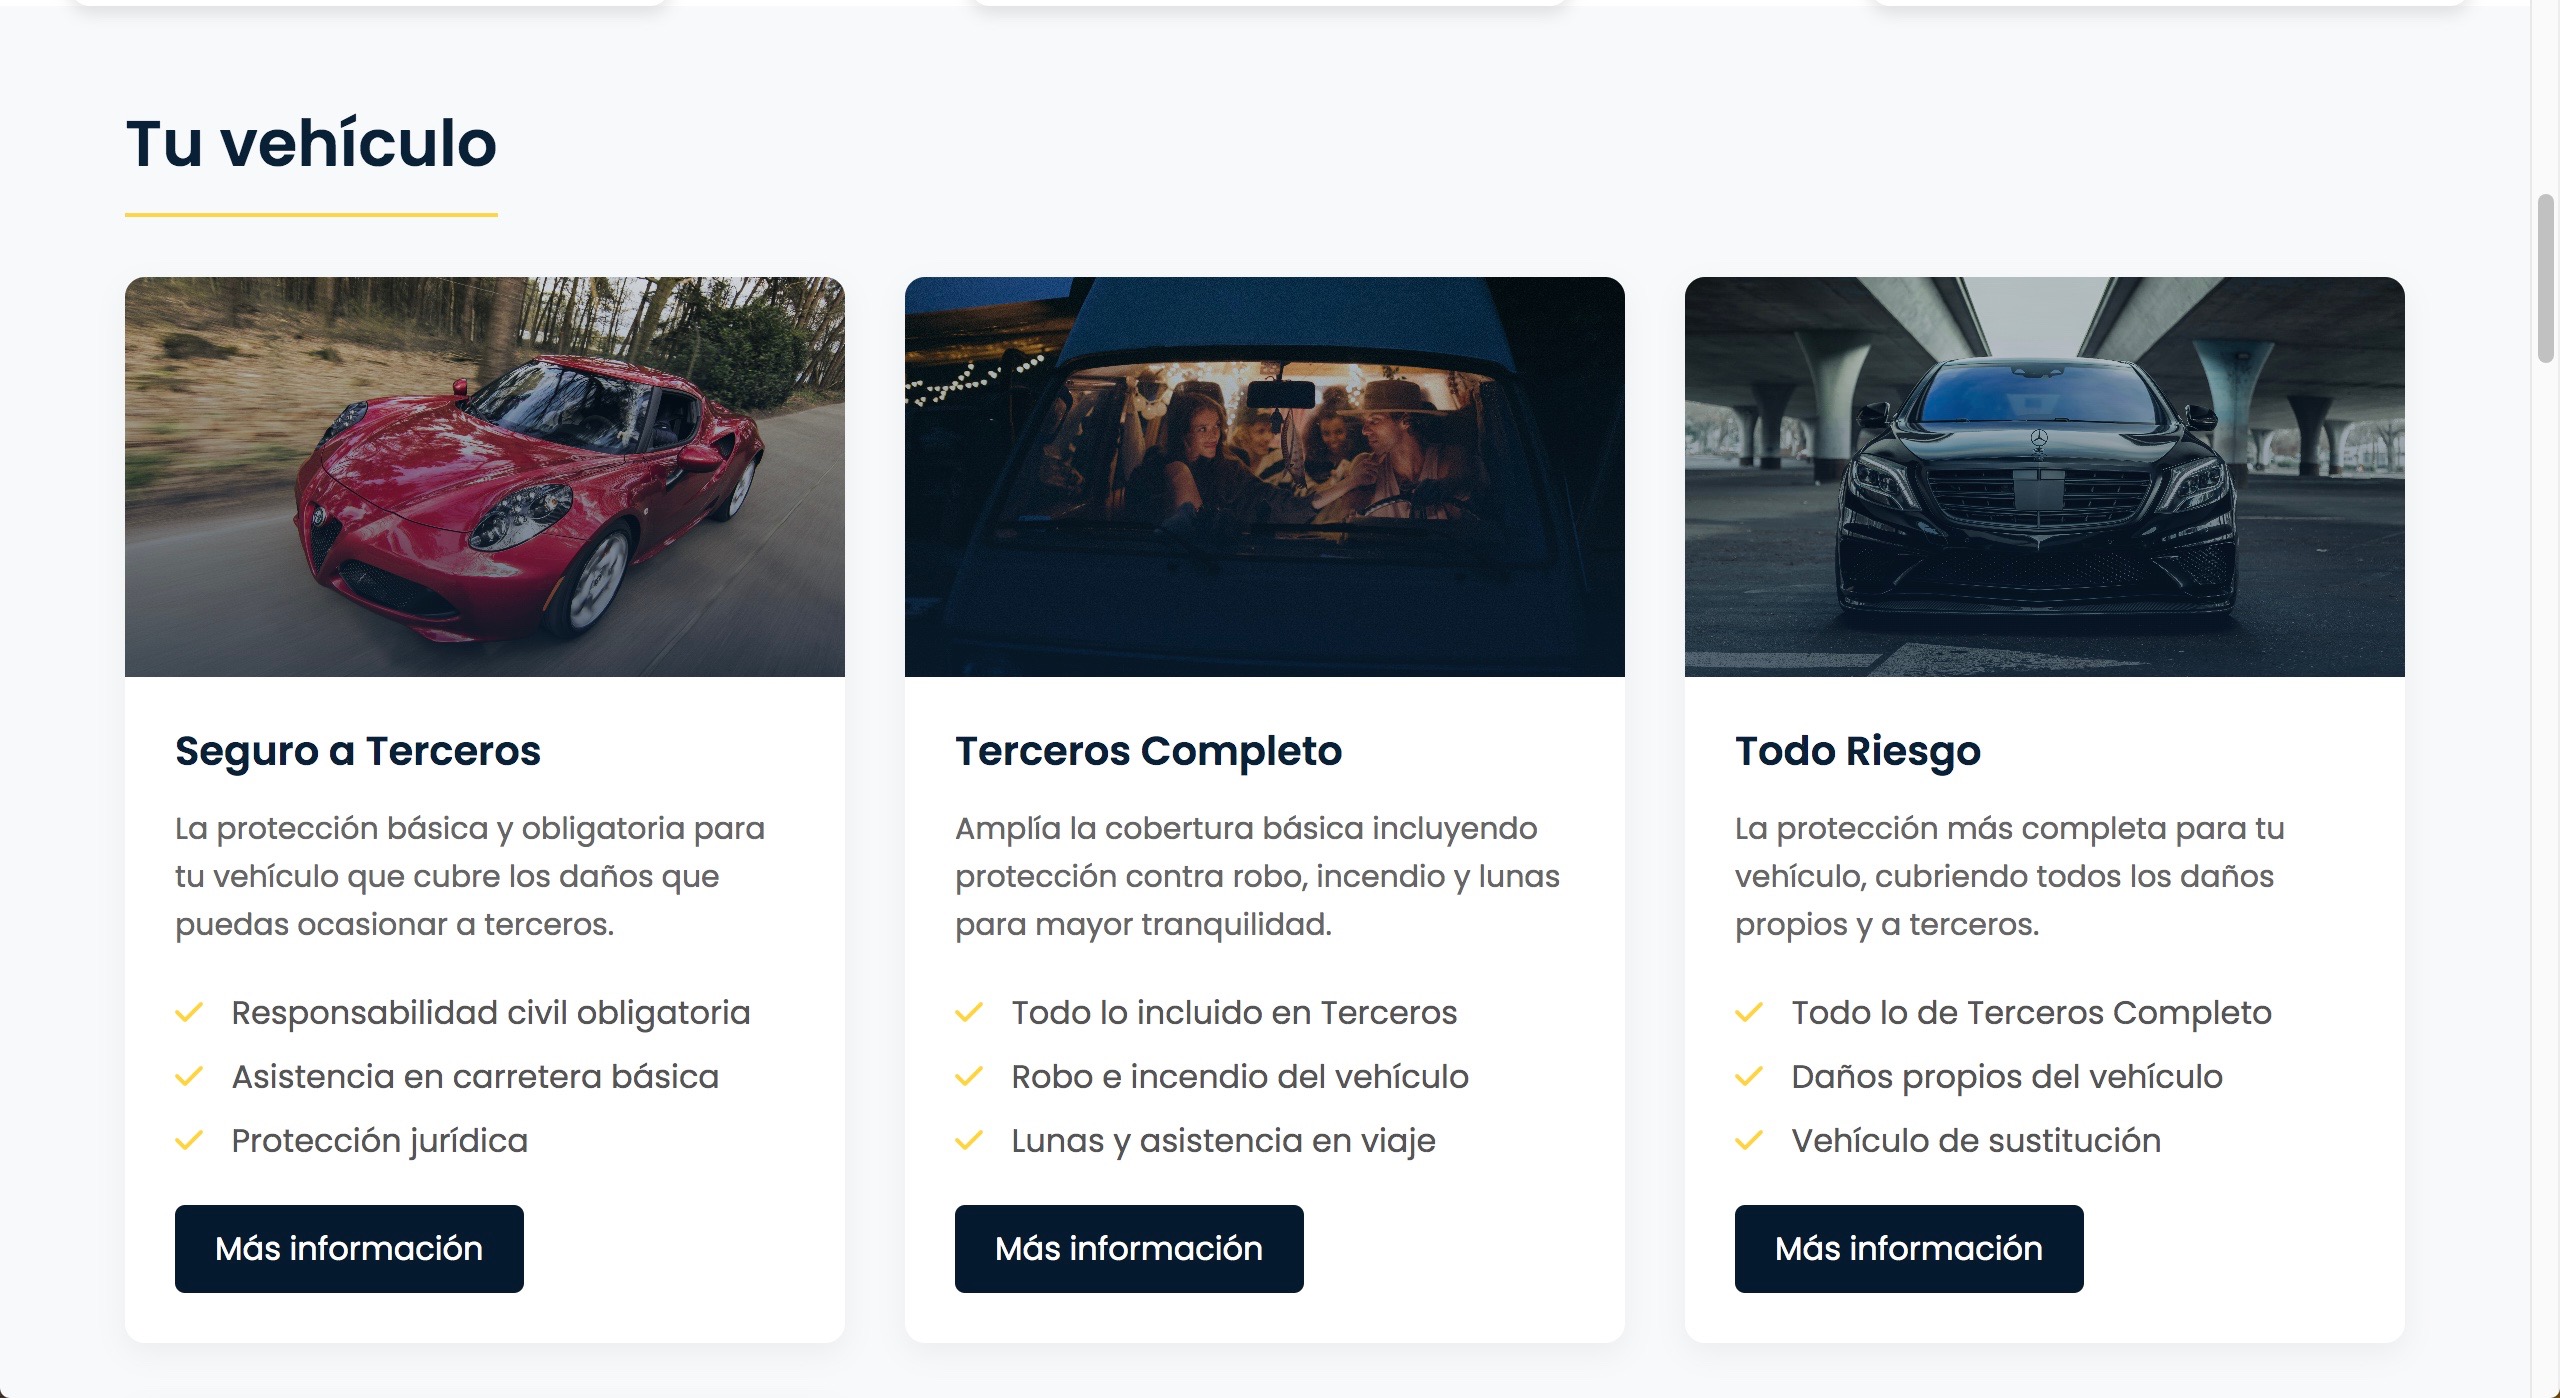 Tu vehículo
Seguro a Terceros
La protección básica y obligatoria para
tu vehículo que cubre los daños que
puedas ocasionar a terceros.
Responsabilidad civil obligatoria
Asistencia en carretera básica
Protección jurídica
Más información
Terceros Completo
Amplía la cobertura básica incluyendo
protección contra robo, incendio y lunas
para mayor tranquilidad.
Todo lo incluido en Terceros
Robo e incendio del vehículo
Lunas y asistencia en viaje
Más información
Todo Riesgo
La protección más completa para tu
vehículo, cubriendo todos los daños
propios y a terceros.
Todo lo de Terceros Completo
Daños propios del vehículo
Vehículo de sustitución
Más información